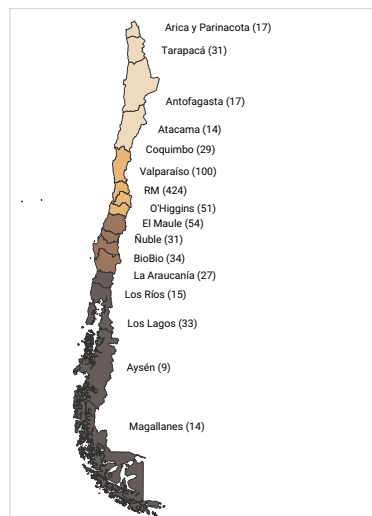 Arica y Parinacota (17)
Tarapacá (31)
Antofagasta (17)
Atacama (14)
Coquimbo (29)
Valparaíso (100)
RM (424)
O'Higgins (51)
El Maule (54)
Ñuble (31)
BioBio (34)
La Araucanía (27)
Los Ríos (15)
Los Lagos (33)
Aysén (9)
Magallanes (14)